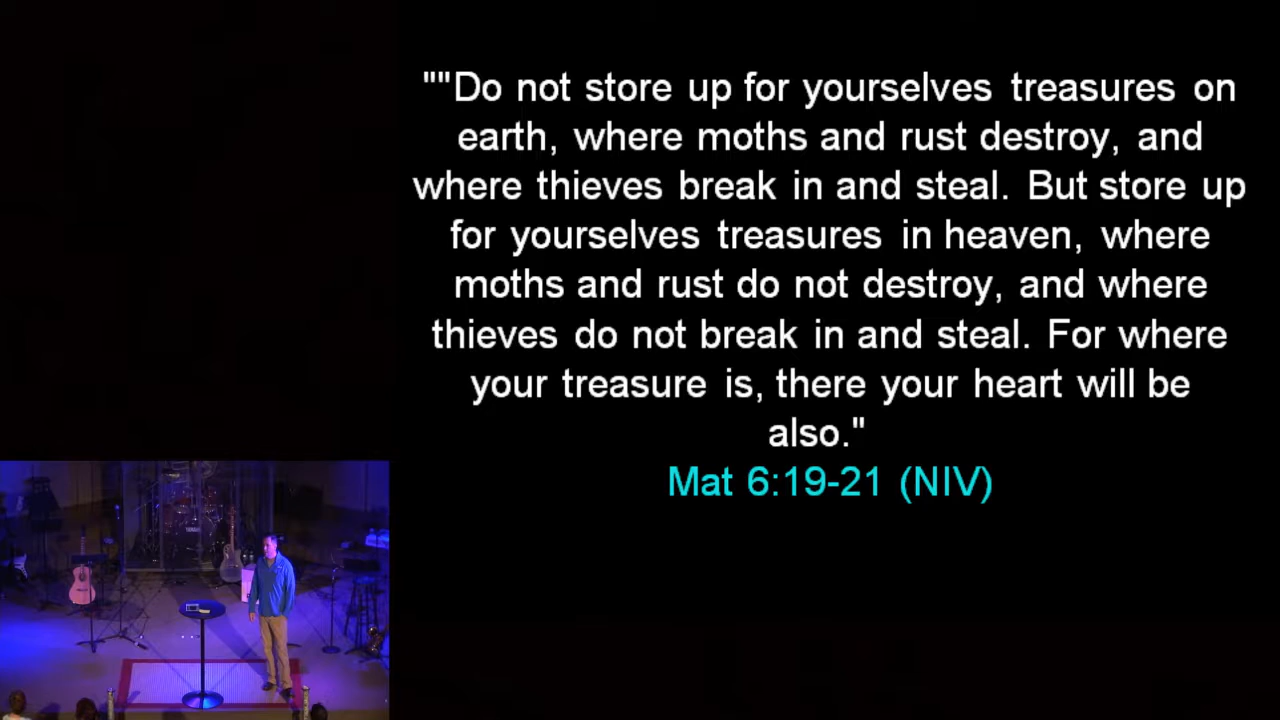 ""Do not store up for yourselves treasures on
earth, where moths and rust destroy, and
where thieves break in and steal. But store up
for yourselves treasures in heaven, where
moths and rust do not destroy, and where
thieves do not break in and steal. For where
your treasure is, there your heart will be
also."
Mat 6:19-21 (NIV)